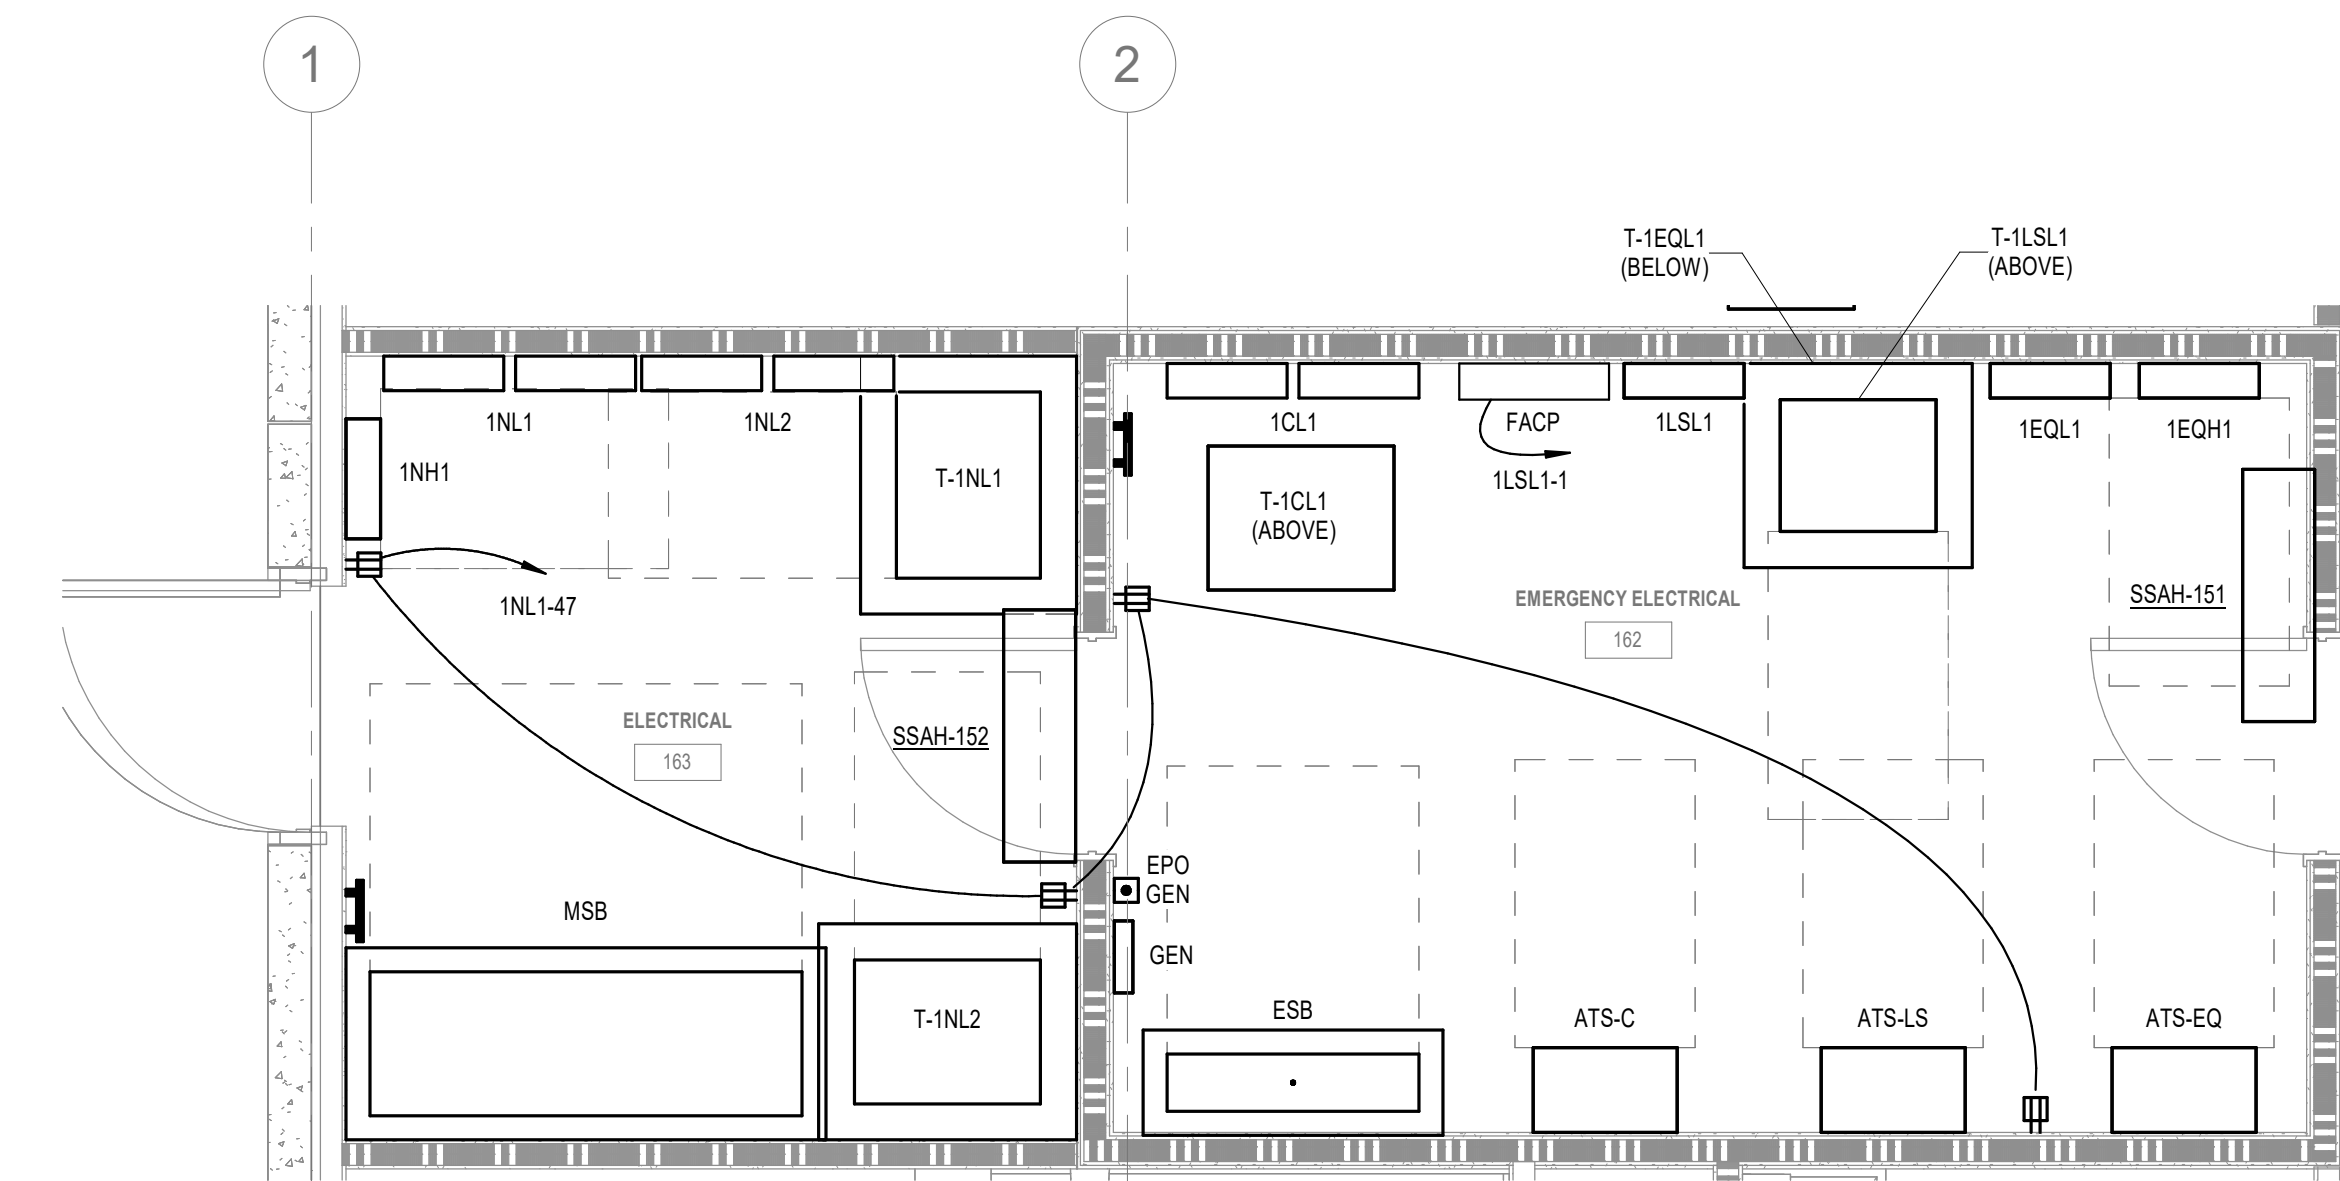 1
2
T-1EQL1
(BELOW)
T-1LSL1
(ABOVE)
1NL1
1NL2
1NH1
T-1NL1
1CL1
FACP
1LSL1
1EQL1
1EQH1
1LSL1-1
T-1CL1
(ABOVE)
1NL1-47
EMERGENCY ELECTRICAL
162
SSAH-151
ELECTRICAL
163
SSAH-152
EPO
GEN
MSB
GEN
T-1NL2
ESB
ATS-C
ATS-LS
ATS-EQ